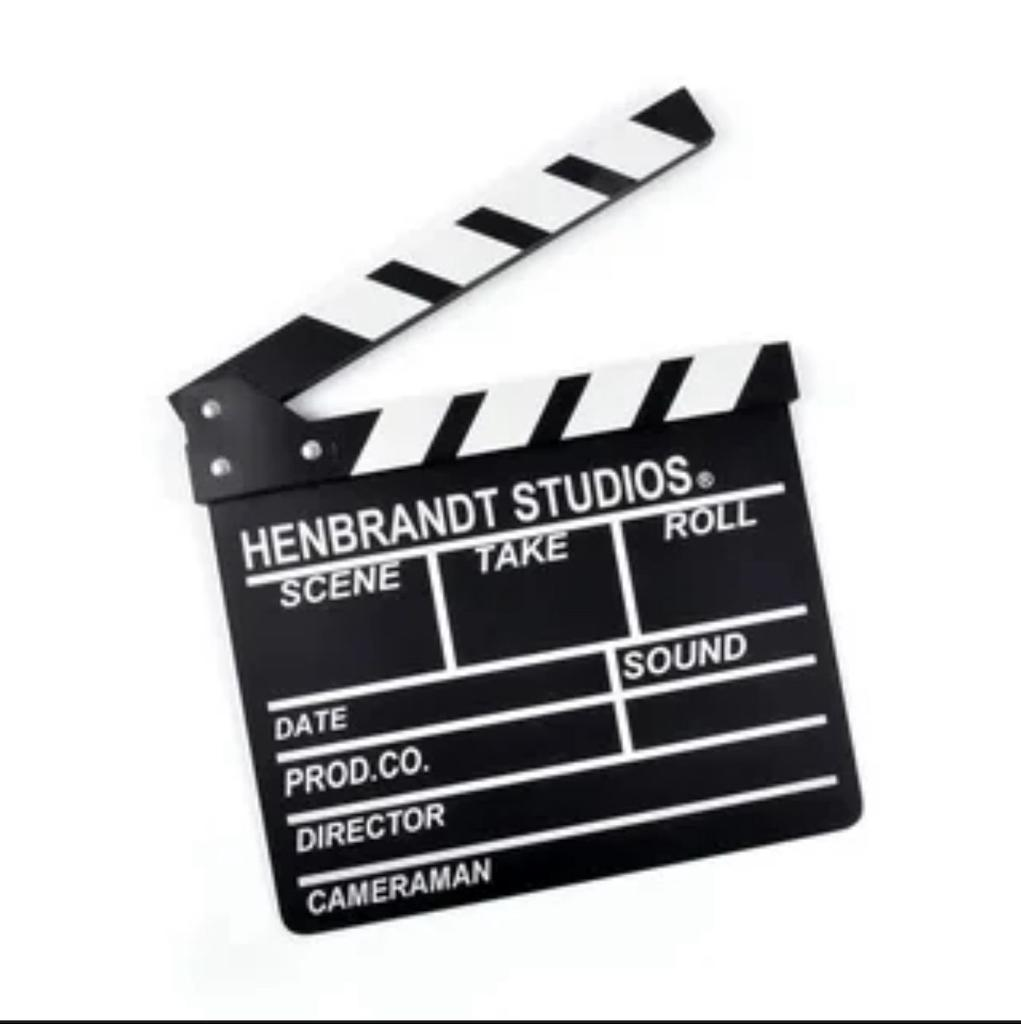 HENBRANDT STUDIOS®
SCENE TAKE ROLL
SOUND
DATE
PROD.CO.
DIRECTOR
CAMERAMAN